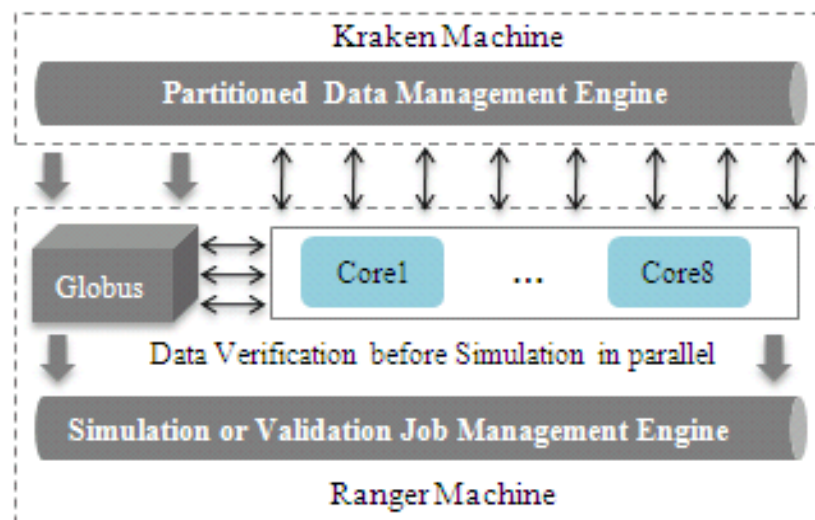 Kraken Machine
Partitioned Data Management Engine
Globus
Core1
...
Core8
Data Verification before Simulation in parallel
Simulation or Validation Job Management Engine
Ranger Machine